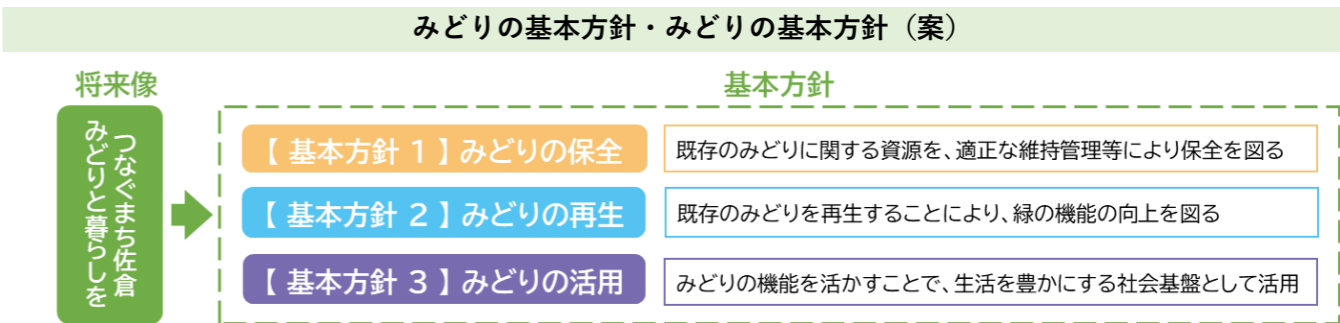 みどりの基本方針・みどりの基本方針（案）
将来像
基本方針
みどりと暮らしを
つなぐまち佐倉
【 基本方針 1 】 みどりの保全
既存のみどりに関する資源を、適正な維持管理等により保全を図る
【 基本方針 2 】 みどりの再生
既存のみどりを再生することにより、緑の機能の向上を図る
【 基本方針 3 】 みどりの活用
みどりの機能を活かすことで、生活を豊かにする社会基盤として活用